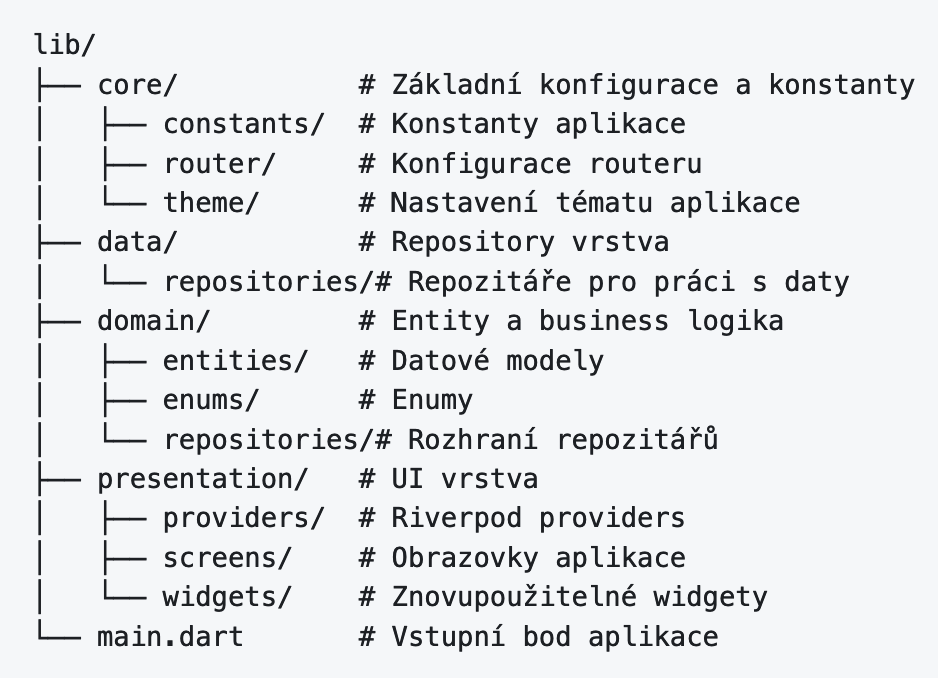 lib/
├── core/           # Základní konfigurace a konstanty
│   ├── constants/  # Konstanty aplikace
│   ├── router/     # Konfigurace routeru
│   └── theme/      # Nastavení tématu aplikace
├── data/           # Repository vrstva
│   └── repositories/# Repozitáře pro práci s daty
├── domain/         # Entity a business logika
│   ├── entities/   # Datové modely
│   ├── enums/      # Enumy
│   └── repositories/# Rozhraní repozitářů
├── presentation/   # UI vrstva
│   ├── providers/  # Riverpod providers
│   ├── screens/    # Obrazovky aplikace
│   └── widgets/    # Znovupoužitelné widgety
└── main.dart       # Vstupní bod aplikace